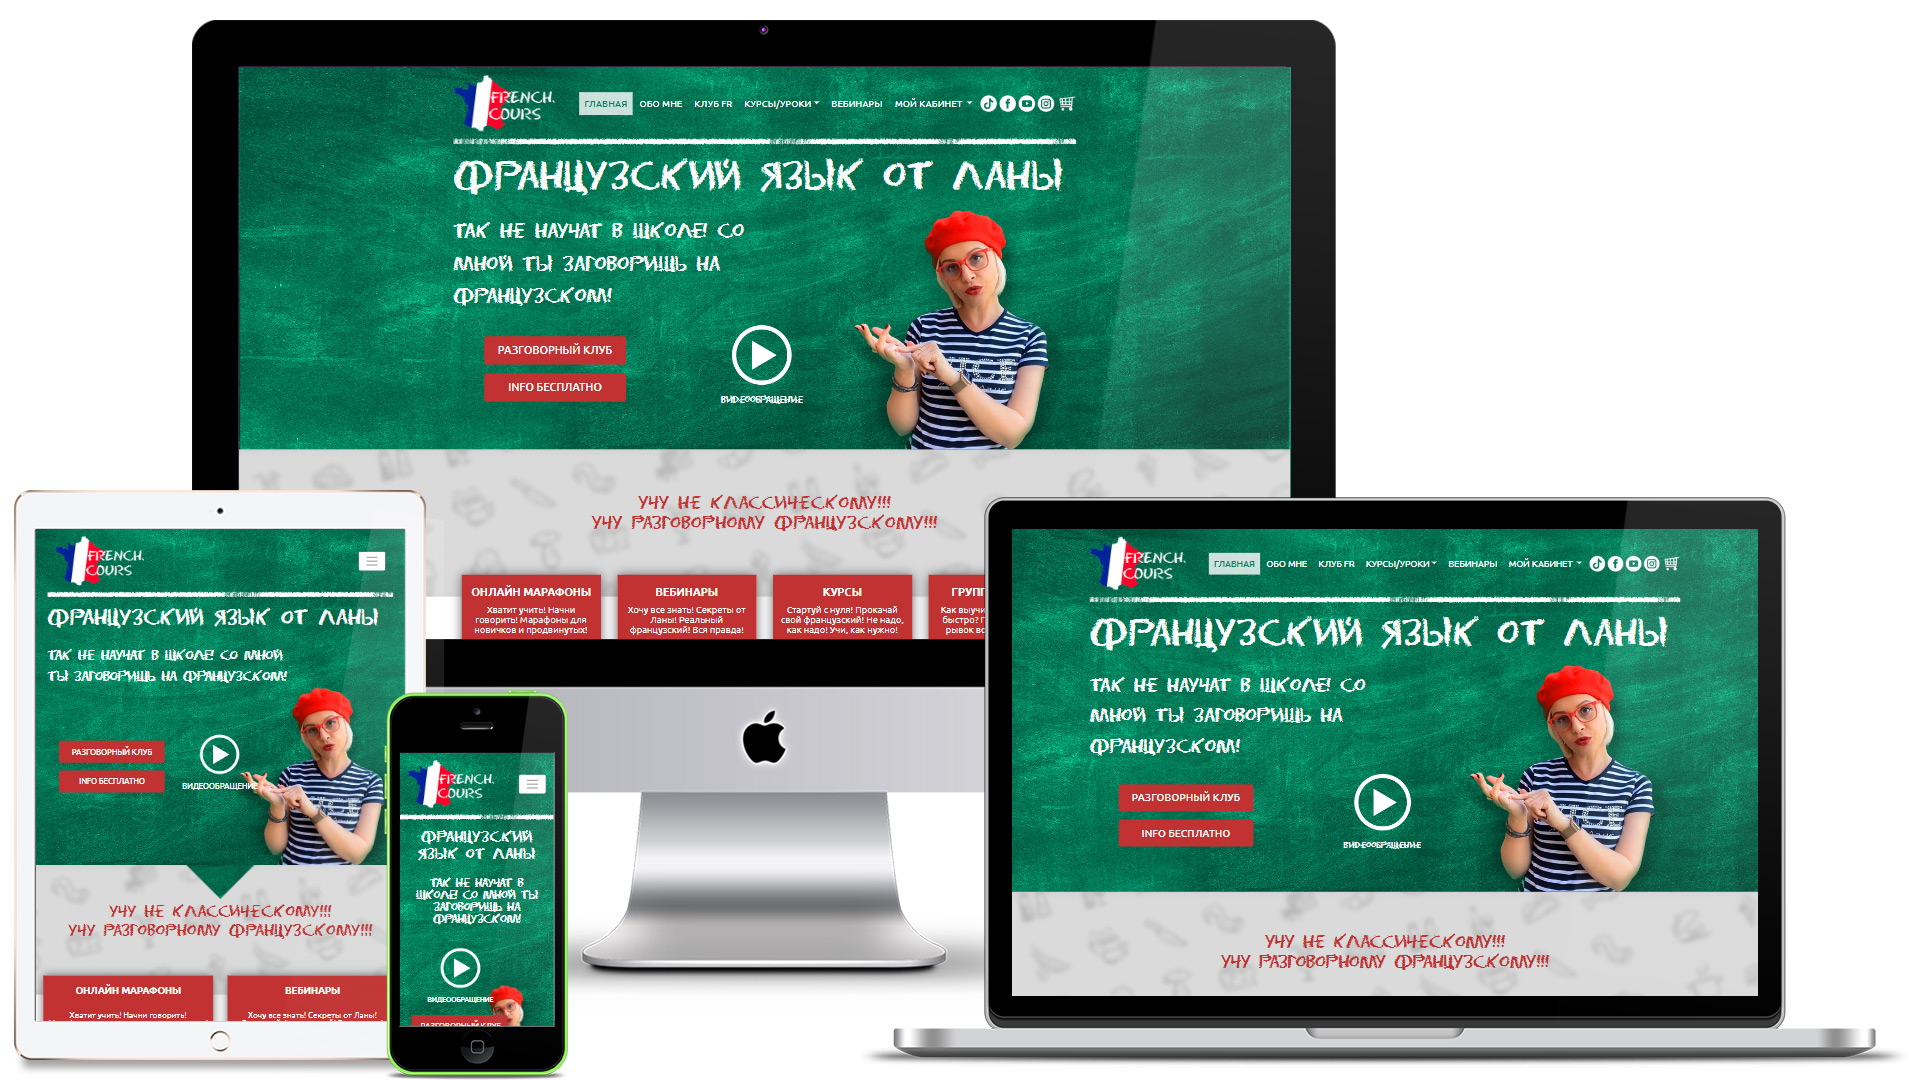 FRENCH.
COURS
ГЛАВНАЯ ОБО МНЕ КЛУБ FR КУРСЫ/УРОКИ ВЕБИНАРЫ МОЙ КАБИНЕТ
ФРАНЦУЗСКИЙ ЯЗЫК ОТ ЛАНЫ
ТАК НЕ НАУЧАТ В ШКОЛЕ! СО
МНОЙ ТЫ ЗАГОВОРИШЬ НА
ФРАНЦУЗСКОМ!
РАЗГОВОРНЫЙ КЛУБ
INFO БЕСПЛАТНО
ВИДЕООБРАЩЕНИЕ
УЧУ НЕ КЛАССИЧЕСКОМУ!!!
УЧУ РАЗГОВОРНОМУ ФРАНЦУЗСКОМУ!!!
ОНЛАЙН МАРАФОНЫ
Хватит учить! Начни
говорить! Марафоны для
новичков и продвинутых!
ВЕБИНАРЫ
Хочу все знать! Секреты от
Ланы! Реальный
французский! Вся правда!
КУРСЫ
Стартуй с нуля! Прокачай
свой французский! Не надо,
как надо! Учи, как нужно!
ГРУПП
Как выучи
быстро? Г
рывок вс
FRENCH.
COURS
ФРАНЦУЗСКИЙ ЯЗЫК ОТ ЛАНЫ
ТАК НЕ НАУЧАТ В ШКОЛЕ! СО МНОЙ
ТЫ ЗАГОВОРИШЬ НА ФРАНЦУЗСКОМ!
РАЗГОВОРНЫЙ КЛУБ
INFO БЕСПЛАТНО
ВИДЕООБРАЩЕНИЕ
УЧУ НЕ КЛАССИЧЕСКОМУ!!!
УЧУ РАЗГОВОРНОМУ ФРАНЦУЗСКОМУ!!!
ОНЛАЙН МАРАФОНЫ
Хватит учить! Начни говорить!
ВЕБИНАРЫ
Хочу все знать! Секреты от Ланы!
FRENCH.
COURS
ФРАНЦУЗСКИЙ
ЯЗЫК ОТ ЛАНЫ
ТАК НЕ НАУЧАТ В
ШКОЛЕ! СО МНОЙ ТЫ
ЗАГОВОРИШЬ НА
ФРАНЦУЗСКОМ!
ВИДЕООБРАЩЕНИЕ
РАЗГОВОРНЫЙ КЛУБ
FRENCH.
COURS
ГЛАВНАЯ ОБО МНЕ КЛУБ FR КУРСЫ/УРОКИ ВЕБИНАРЫ МОЙ КАБИНЕТ
ФРАНЦУЗСКИЙ ЯЗЫК ОТ ЛАНЫ
ТАК НЕ НАУЧАТ В ШКОЛЕ! СО
МНОЙ ТЫ ЗАГОВОРИШЬ НА
ФРАНЦУЗСКОМ!
РАЗГОВОРНЫЙ КЛУБ
INFO БЕСПЛАТНО
ВИДЕООБРАЩЕНИЕ
УЧУ НЕ КЛАССИЧЕСКОМУ!!!
УЧУ РАЗГОВОРНОМУ ФРАНЦУЗСКОМУ!!!